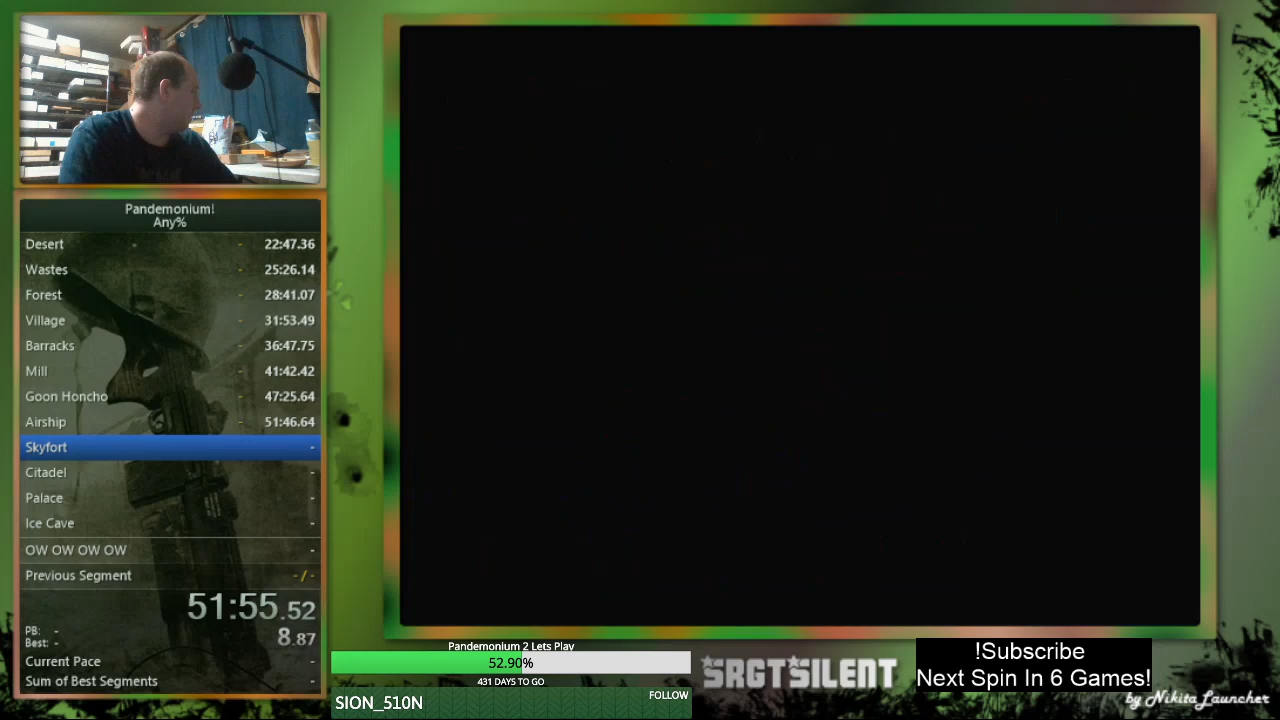 Pandemonium!
Any%
Desert - 22:47.36
Wastes - 25:26.14
Forest - 28:41.07
Village - 31:53.49
Barracks - 36:47.75
Mill - 41:42.42
Goon Honcho - 47:25.64
Airship - 51:46.64
Skyfort -
Citadel -
Palace -
Ice Cave -
OW OW OW OW -
Previous Segment - / -
51:55.52
PB: -
Best: -
8.87
Current Pace -
Sum of Best Segments -
Pandemonium 2 Lets Play
52.90%
431 DAYS TO GO
SION_510N
FOLLOW
SRGTSILENT
!Subscribe
Next Spin In 6 Games!
by NikitaLauncher